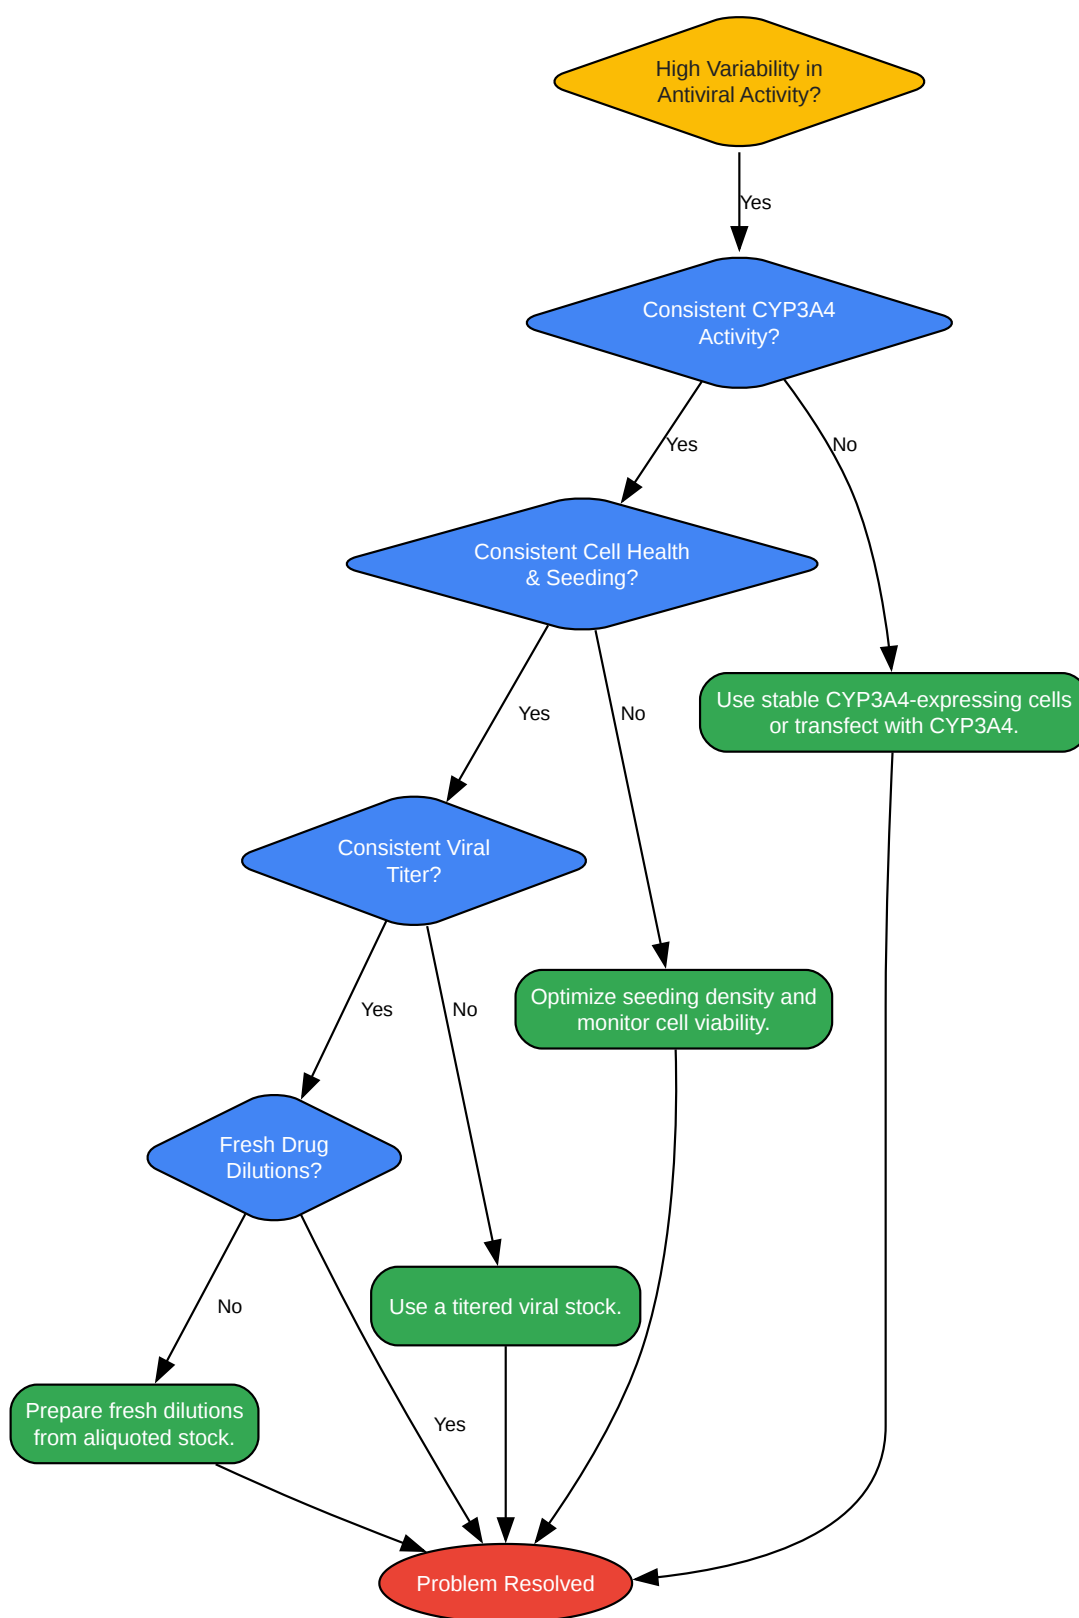 High Variability in
Antiviral Activity?
Yes
Consistent CYP3A4
Activity?
Yes
No
Consistent Cell Health
& Seeding?
Use stable CYP3A4-expressing cells
or transfect with CYP3A4.
Yes
No
Consistent Viral
Titer?
Optimize seeding density and
monitor cell viability.
Yes
No
Fresh Drug
Dilutions?
Use a titered viral stock.
No
Yes
Prepare fresh dilutions
from aliquoted stock.
Problem Resolved